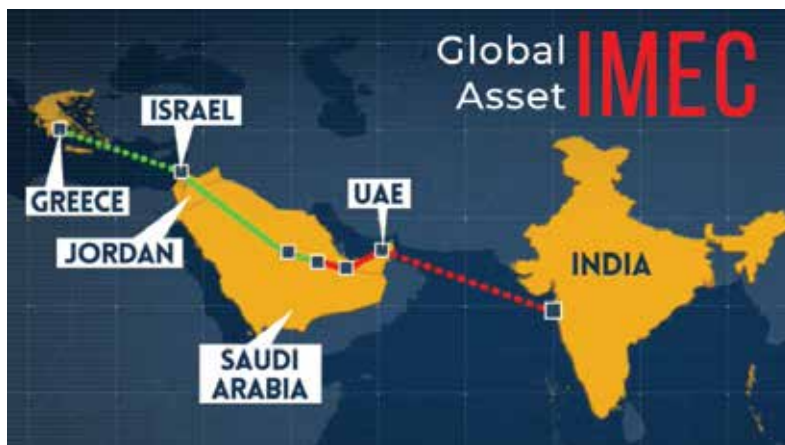 Global
Asset
IMEC
ISRAEL
UAE
GREECE
JORDAN
INDIA
SAUDI
ARABIA